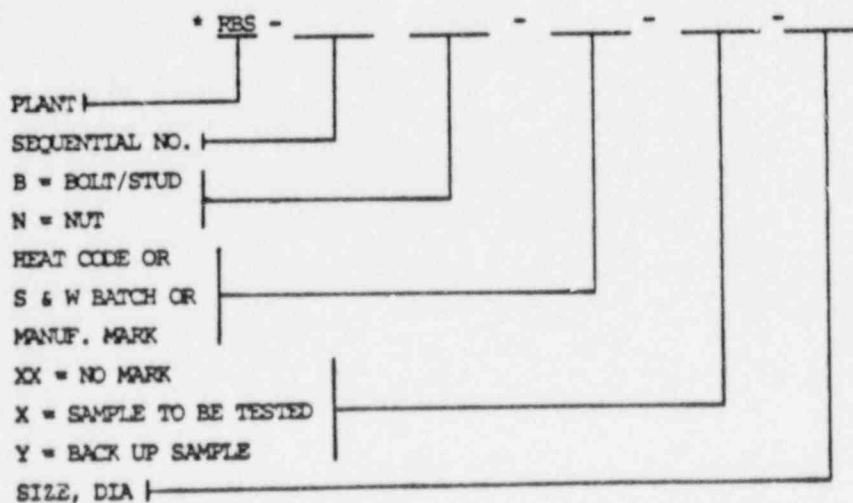 * RBS - ____ ____ - ____ - ____ - ____
PLANT
SEQUENTIAL NO.
B = BOLT/STUD
N = NUT
HEAT CODE OR
S & W BATCH OR
MANUF. MARK
XX = NO MARK
X = SAMPLE TO BE TESTED
Y = BACK UP SAMPLE
SIZE, DIA